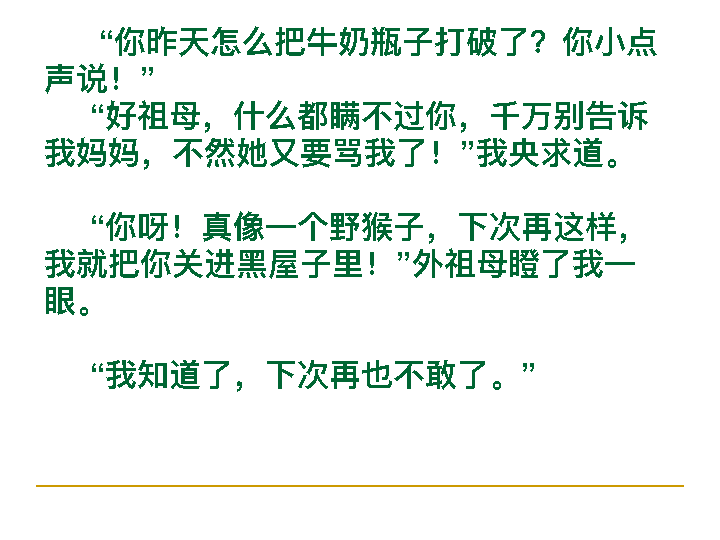 “你昨天怎么把牛奶瓶子打破了？你小点
声说！”
“好祖母，什么都瞒不过你，千万别告诉
我妈妈，不然她又要骂我了！”我央求道。
“你呀！真像一个野猴子，下次再这样，
我就把你关进黑屋子里！”外祖母瞪了我一
眼。
“我知道了，下次再也不敢了。”